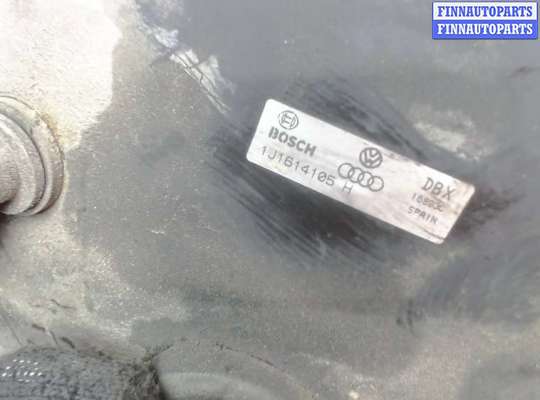 FINNAUTOPARTS
FINNAUTOPARTS
BOSCH
1J1614105 H
DBX
SPAIN